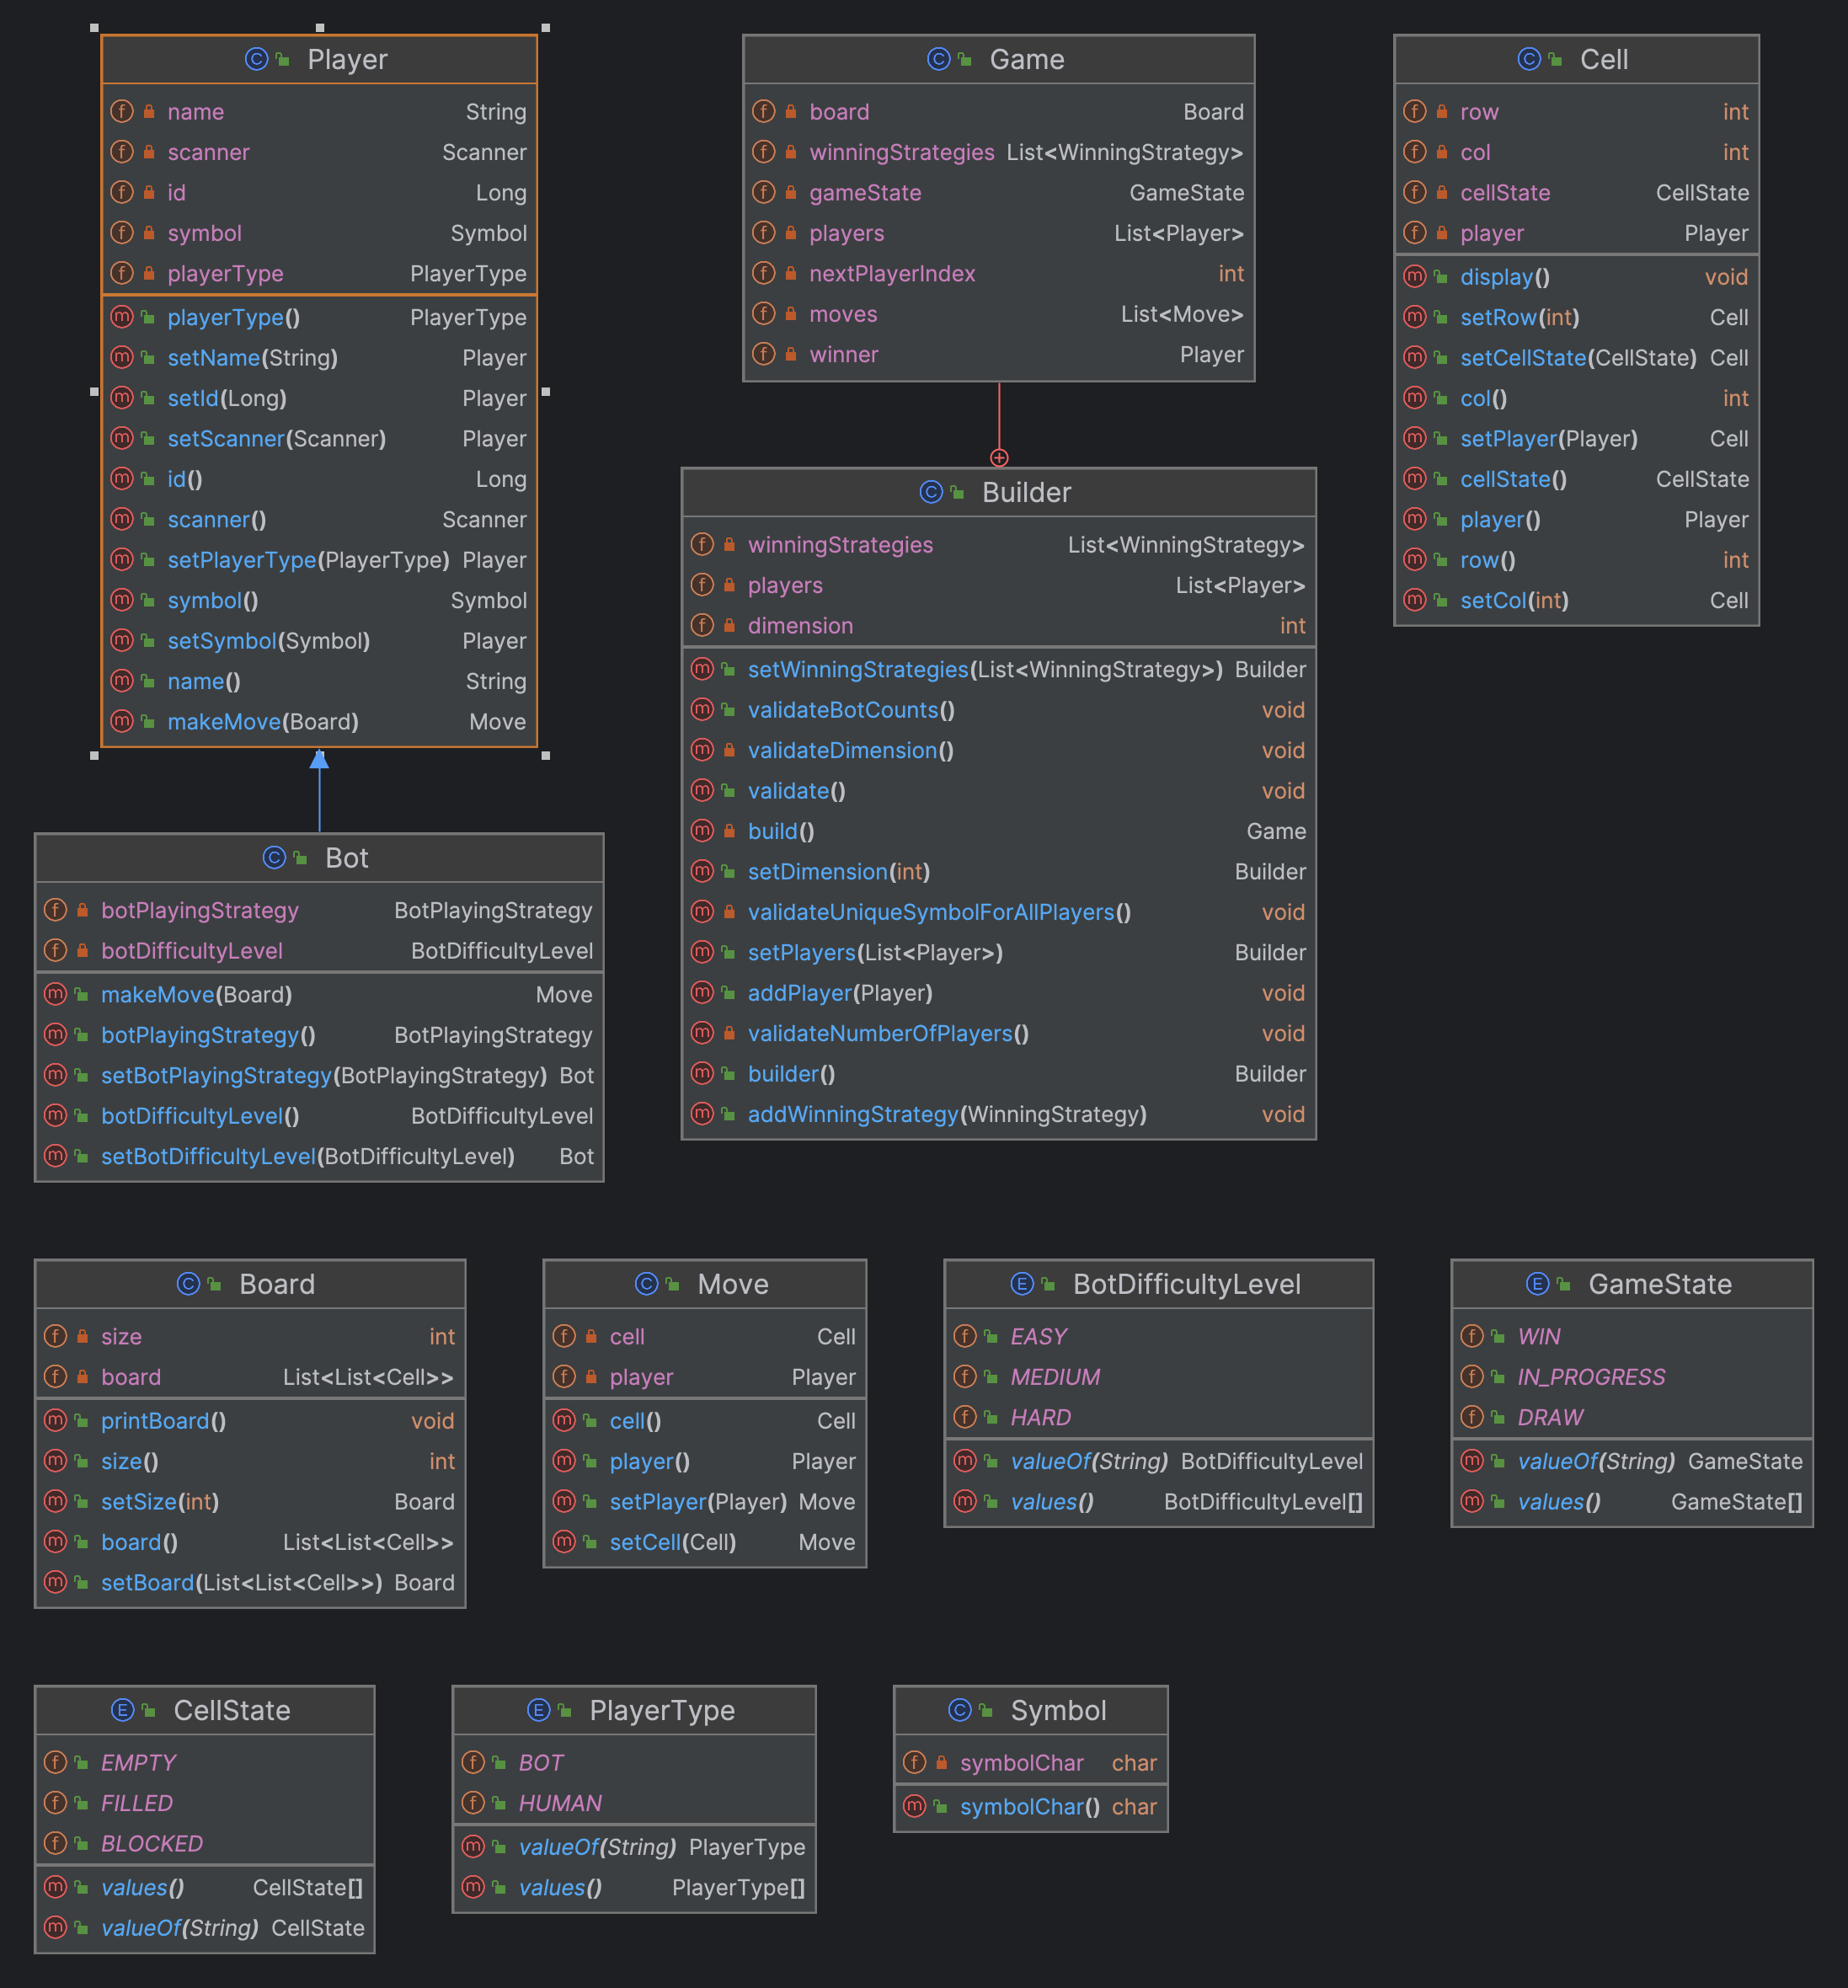 Player
name String
scanner Scanner
id Long
symbol Symbol
playerType PlayerType
playerType() PlayerType
setName(String) Player
setId(Long) Player
setScanner(Scanner) Player
id() Long
scanner() Scanner
setPlayerType(PlayerType) Player
symbol() Symbol
setSymbol(Symbol) Player
name() String
makeMove(Board) Move
Game
board Board
winningStrategies List<WinningStrategy>
gameState GameState
players List<Player>
nextPlayerIndex int
moves List<Move>
winner Player
Cell
row int
col int
cellState CellState
player Player
display() void
setRow(int) Cell
setCellState(CellState) Cell
col() int
setPlayer(Player) Cell
cellState() CellState
player() Player
row() int
setCol(int) Cell
Builder
winningStrategies List<WinningStrategy>
players List<Player>
dimension int
setWinningStrategies(List<WinningStrategy>) Builder
validateBotCounts() void
validateDimension() void
validate() void
build() Game
setDimension(int) Builder
validateUniqueSymbolForAllPlayers() void
setPlayers(List<Player>) Builder
addPlayer(Player) void
validateNumberOfPlayers() void
builder() Builder
addWinningStrategy(WinningStrategy) void
Bot
botPlayingStrategy BotPlayingStrategy
botDifficultyLevel BotDifficultyLevel
makeMove(Board) Move
botPlayingStrategy() BotPlayingStrategy
setBotPlayingStrategy(BotPlayingStrategy) Bot
botDifficultyLevel() BotDifficultyLevel
setBotDifficultyLevel(BotDifficultyLevel) Bot
Board
size int
board List<List<Cell>>
printBoard() void
size() int
setSize(int) Board
board() List<List<Cell>>
setBoard(List<List<Cell>>) Board
Move
cell Cell
player Player
cell() Cell
player() Player
setPlayer(Player) Move
setCell(Cell) Move
BotDifficultyLevel
EASY
MEDIUM
HARD
valueOf(String) BotDifficultyLevel
values() BotDifficultyLevel[]
GameState
WIN
IN_PROGRESS
DRAW
valueOf(String) GameState
values() GameState[]
CellState
EMPTY
FILLED
BLOCKED
values() CellState[]
valueOf(String) CellState
PlayerType
BOT
HUMAN
valueOf(String) PlayerType
values() PlayerType[]
Symbol
symbolChar char
symbolChar() char